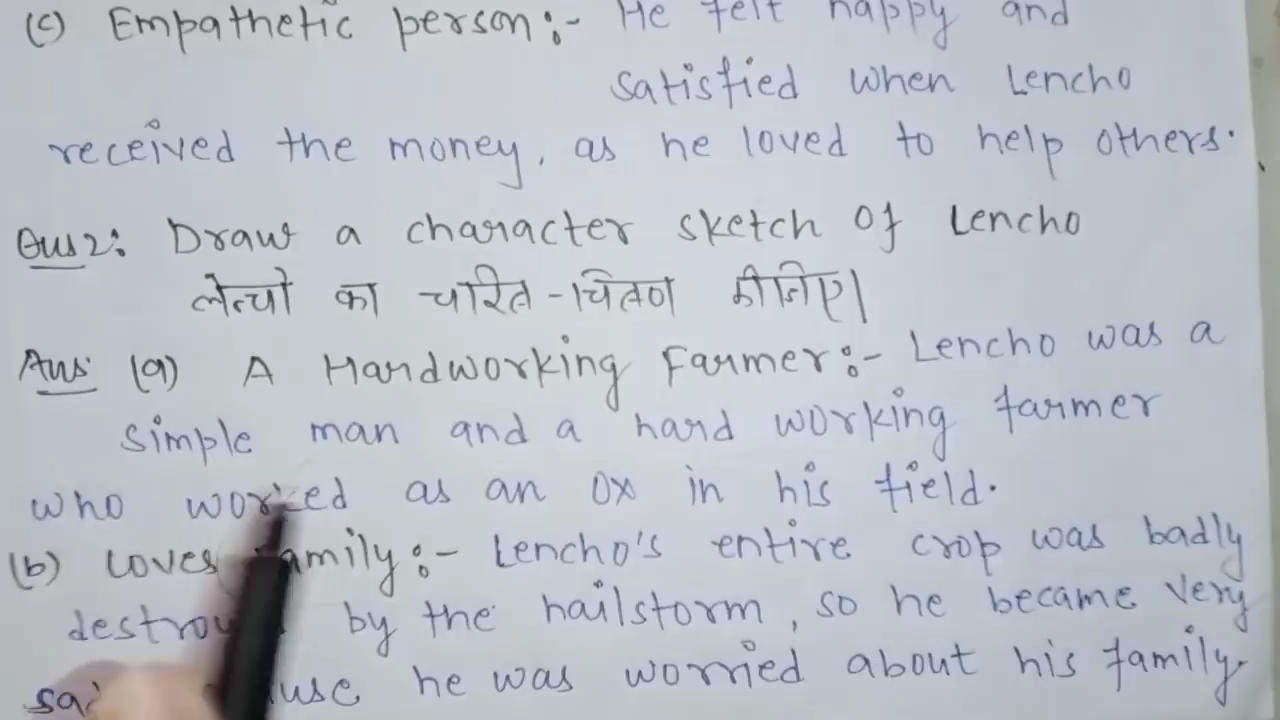 (c) Empathetic person:- He felt happy and
satisfied when Lencho
received the money, as he loved to help others.
Qus 2: Draw a character sketch of Lencho
लेन्चो का चरित-चितण कीजिए।
Ans: (a) A Hardworking Farmer:- Lencho was a
simple man and a hard working farmer
who worked as an ox in his field.
(b) Loves family:- Lencho's entire crop was badly
by the hailstorm, so he became very
he was worried about his family.